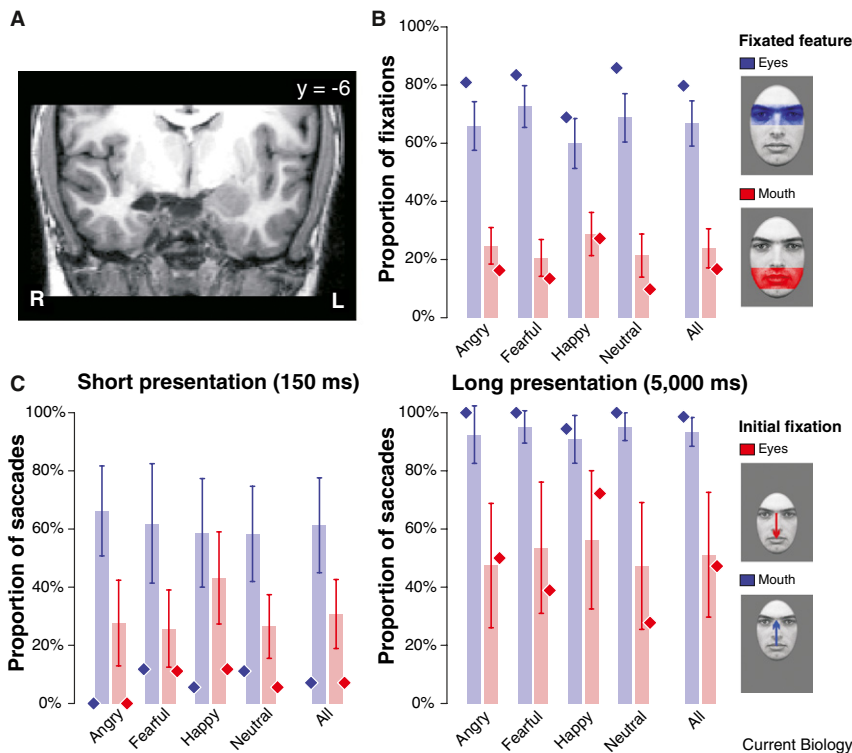 A
y = -6
R
L
B
Proportion of fixations
100%
80%
60%
40%
20%
0%
Angry
Fearful
Happy
Neutral
All
Fixated feature
Eyes
Mouth
C
Short presentation (150 ms)
Proportion of saccades
100%
80%
60%
40%
20%
0%
Angry
Fearful
Happy
Neutral
All
Long presentation (5,000 ms)
Proportion of saccades
100%
80%
60%
40%
20%
0%
Angry
Fearful
Happy
Neutral
All
Initial fixation
Eyes
Mouth
Current Biology